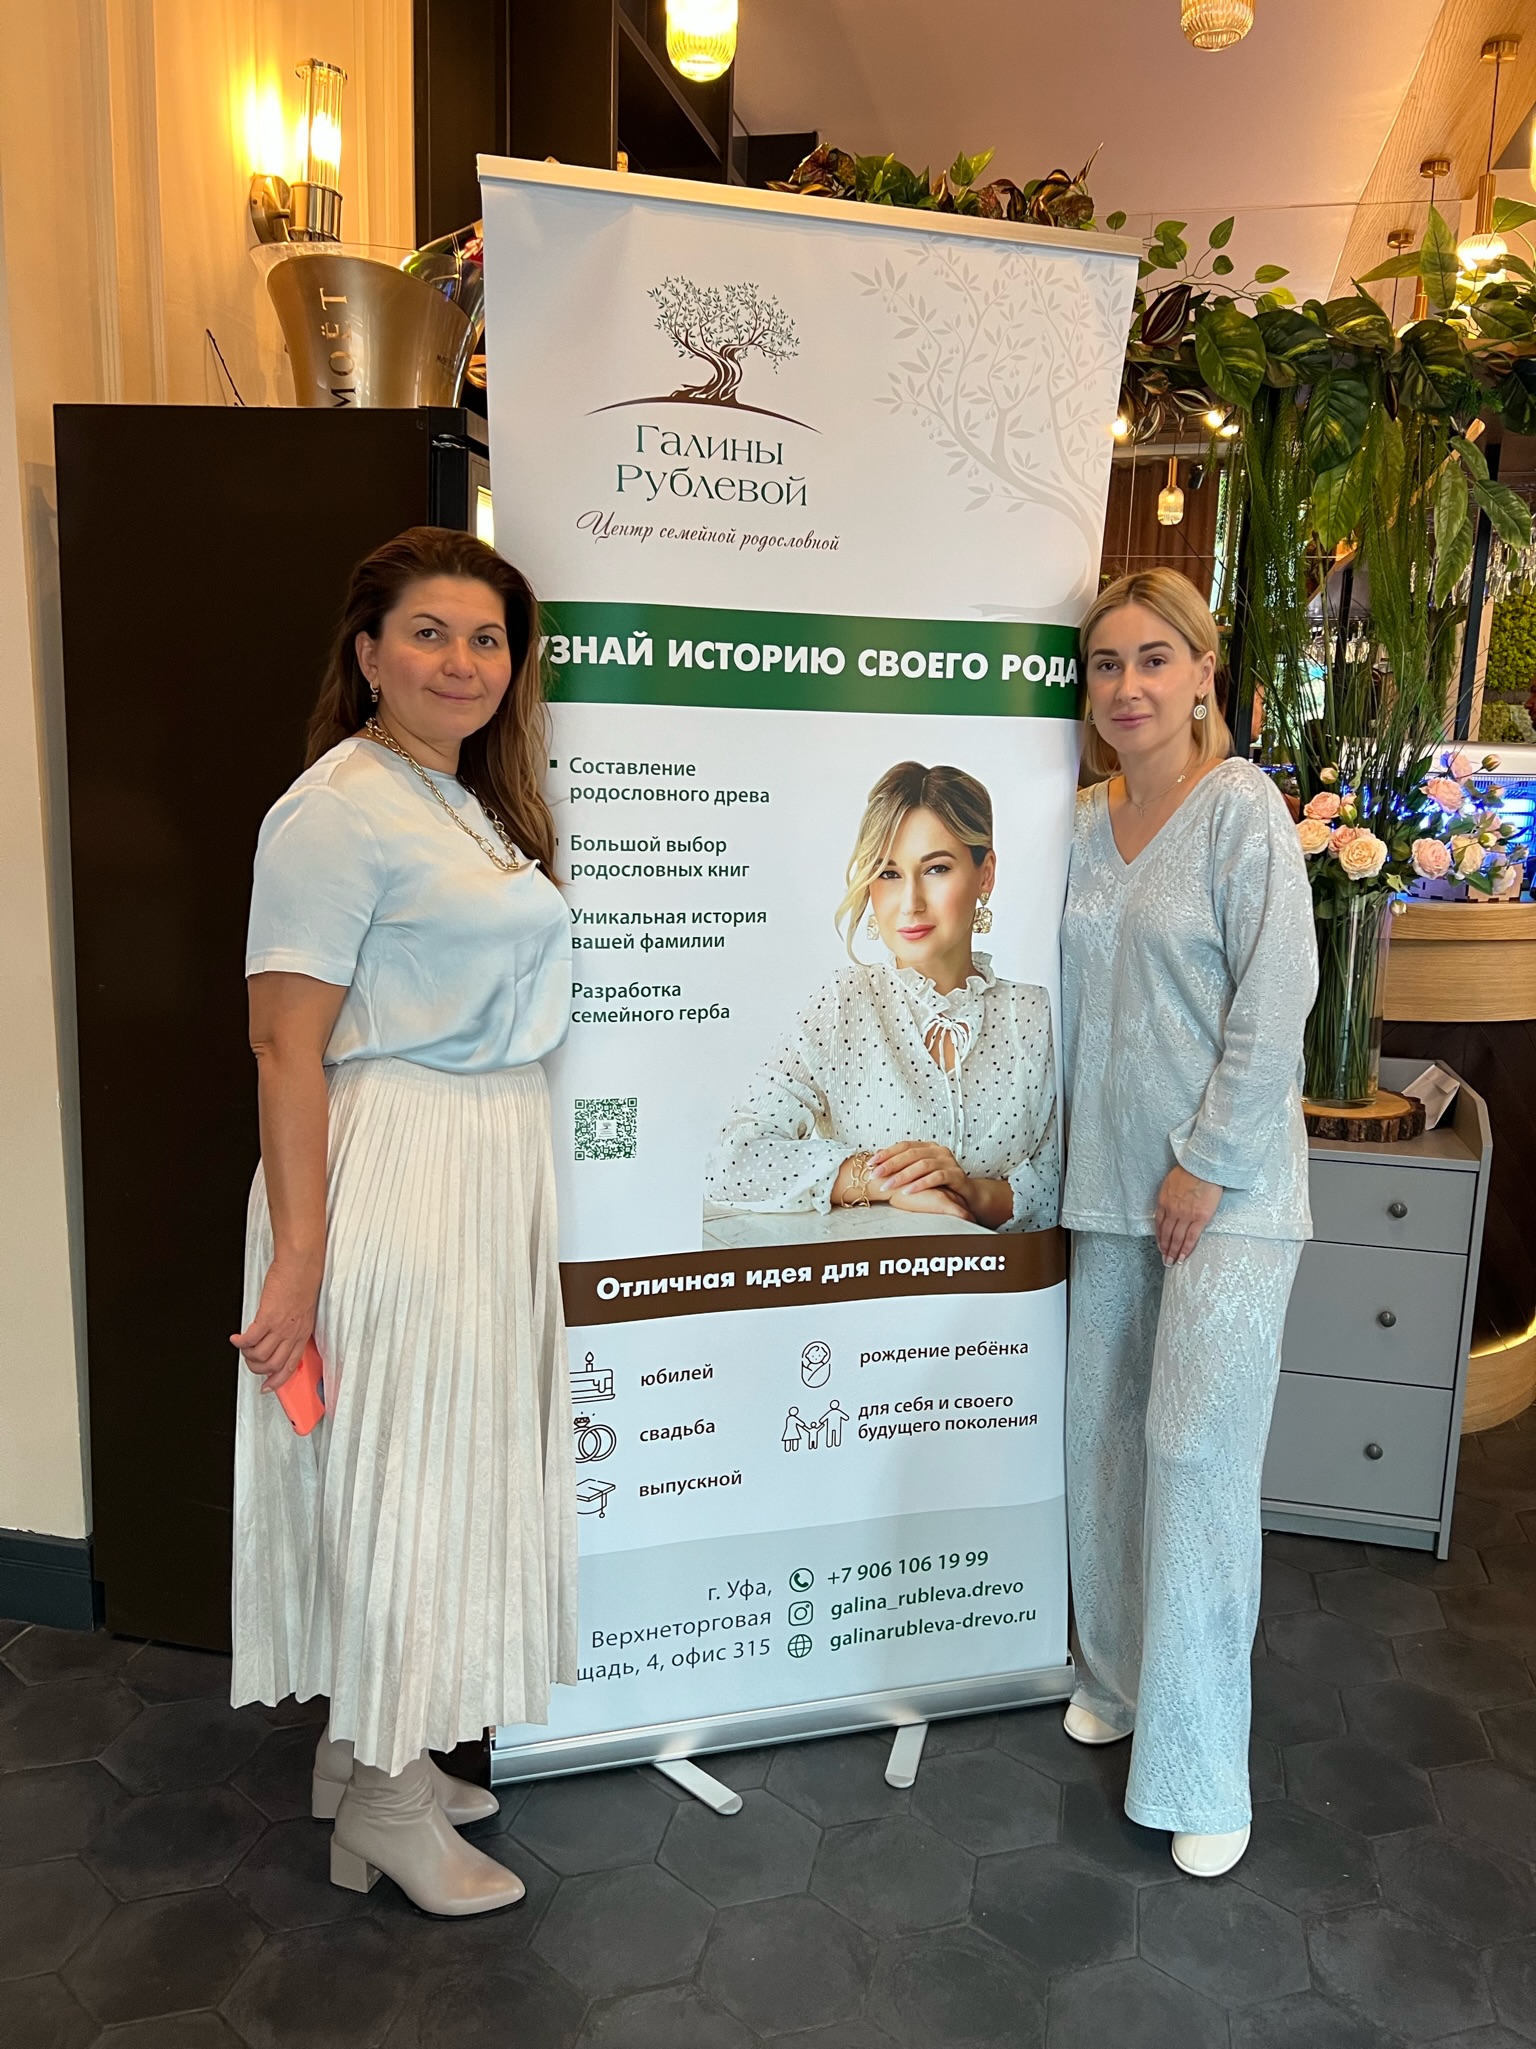 МОЁТ
Галины
Рублевой
Центр семейной родословной
УЗНАЙ ИСТОРИЮ СВОЕГО РОДА
Составление
родословного древа
Большой выбор
родословных книг
Уникальная история
вашей фамилии
Разработка
семейного герба
Отличная идея для подарка:
юбилей
свадьба
выпускной
рождение ребёнка
для себя и своего
будущего поколения
г. Уфа,
Верхнеторговая
щадь, 4, офис 315
+7 906 106 19 99
galina_rubleva.drevo
galinarubleva-drevo.ru